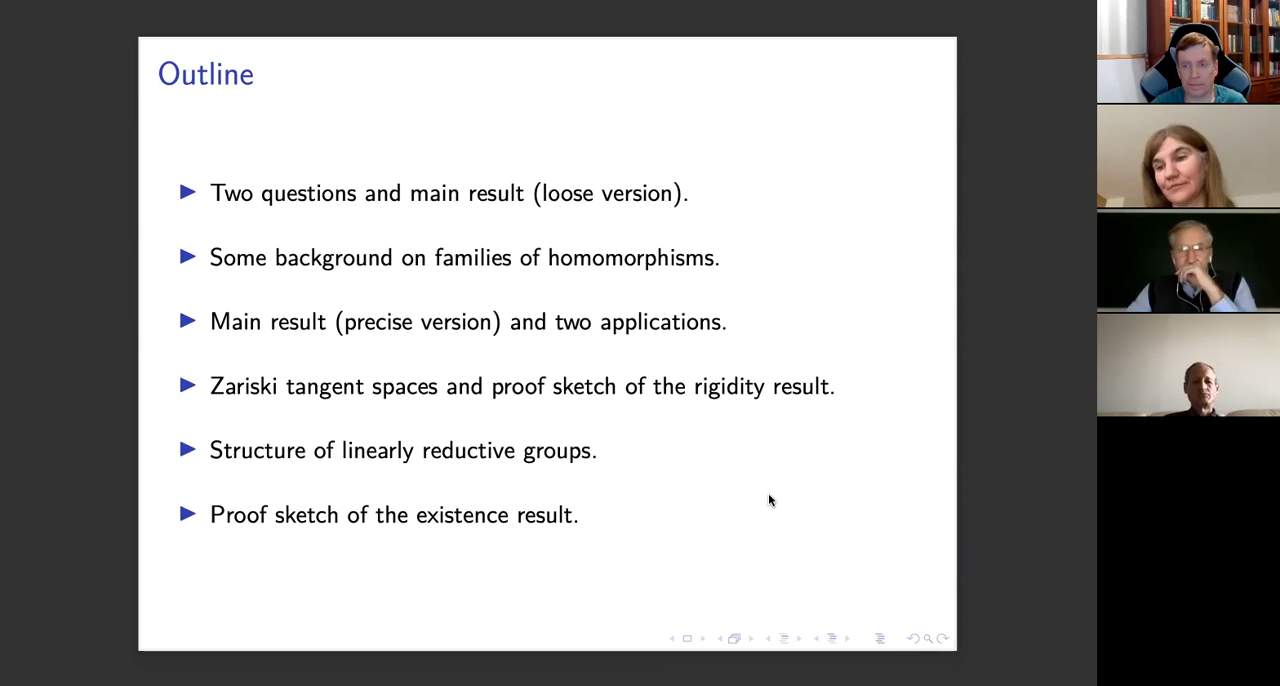 Outline
Two questions and main result (loose version).
Some background on families of homomorphisms.
Main result (precise version) and two applications.
Zariski tangent spaces and proof sketch of the rigidity result.
Structure of linearly reductive groups.
Proof sketch of the existence result.